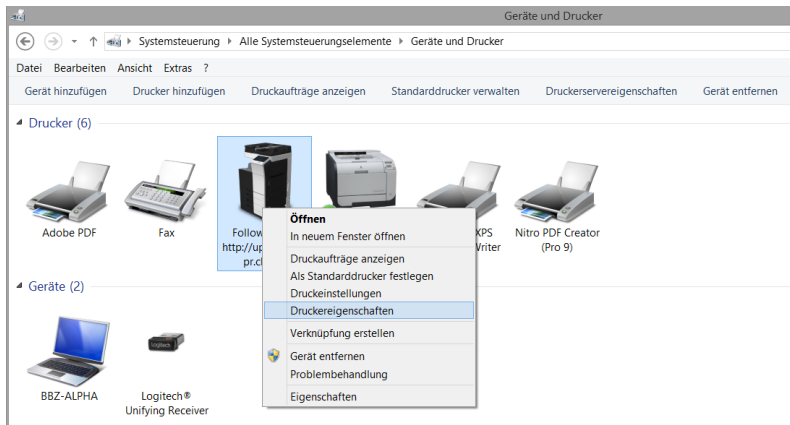 Geräte und Drucker
Systemsteuerung ▸ Alle Systemsteuerungselemente ▸ Geräte und Drucker
Datei Bearbeiten Ansicht Extras ?
Gerät hinzufügen Drucker hinzufügen Druckaufträge anzeigen Standarddrucker verwalten Druckerservereigenschaften Gerät entfernen
Drucker (6)
Adobe PDF
Fax
Follow
http://up
pr.c
XPS
Writer
Nitro PDF Creator
(Pro 9)
Öffnen
In neuem Fenster öffnen
Druckaufträge anzeigen
Als Standarddrucker festlegen
Druckeinstellungen
Druckereigenschaften
Verknüpfung erstellen
Gerät entfernen
Problembehandlung
Eigenschaften
Geräte (2)
BBZ-ALPHA
Logitech
Logitech®
Unifying Receiver